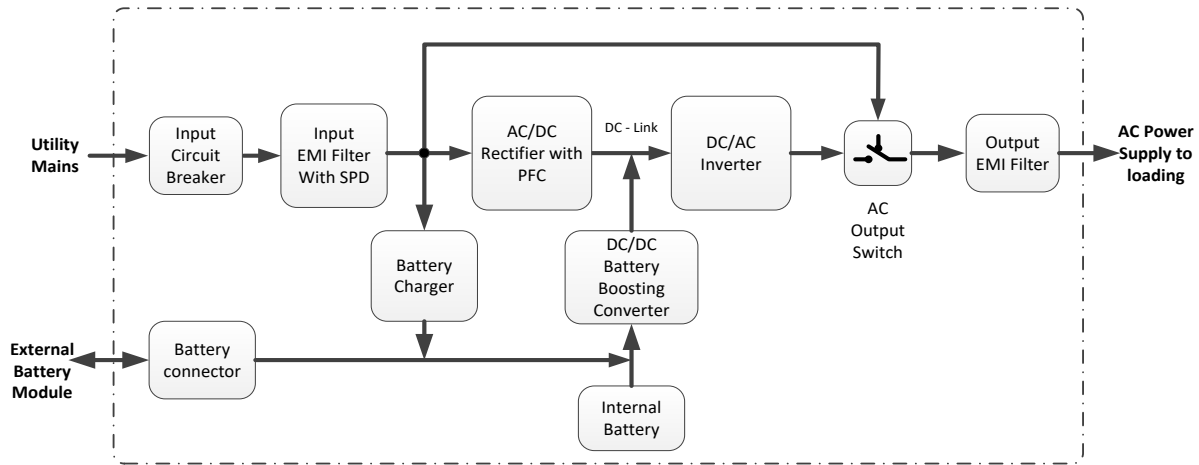 Utility
Mains
Input
Circuit
Breaker
Input
EMI Filter
With SPD
AC/DC
Rectifier with
PFC
DC - Link
DC/AC
Inverter
AC
Output
Switch
Output
EMI Filter
AC Power
Supply to
loading
Battery
Charger
DC/DC
Battery
Boosting
Converter
External
Battery
Module
Battery
connector
Internal
Battery